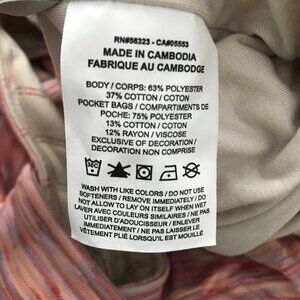 RN#56323 - CA#05553
MADE IN CAMBODIA
FABRIQUE AU CAMBODGE
BODY / CORPS: 63% POLYESTER
37% COTTON / COTON
POCKET BAGS / COMPARTIMENTS DE
POCHE: 75% POLYESTER
13% COTTON / COTON
12% RAYON / VISCOSE
EXCLUSIVE OF DECORATION /
DECORATION NON COMPRISE
WASH WITH LIKE COLORS / DO NOT USE
SOFTENERS / REMOVE IMMEDIATELY / DO
NOT ALLOW TO LAY ON ITSELF WHEN WET
LAVER AVEC COULEURS SIMILAIRES / NE PAS
UTILISER D'ADOUCISSEUR / ENLEVER
IMMÉDIATEMENT / NE PAS LAISSER LE
VÊTEMENT PLIÉ LORSQU'IL EST MOUILLÉ